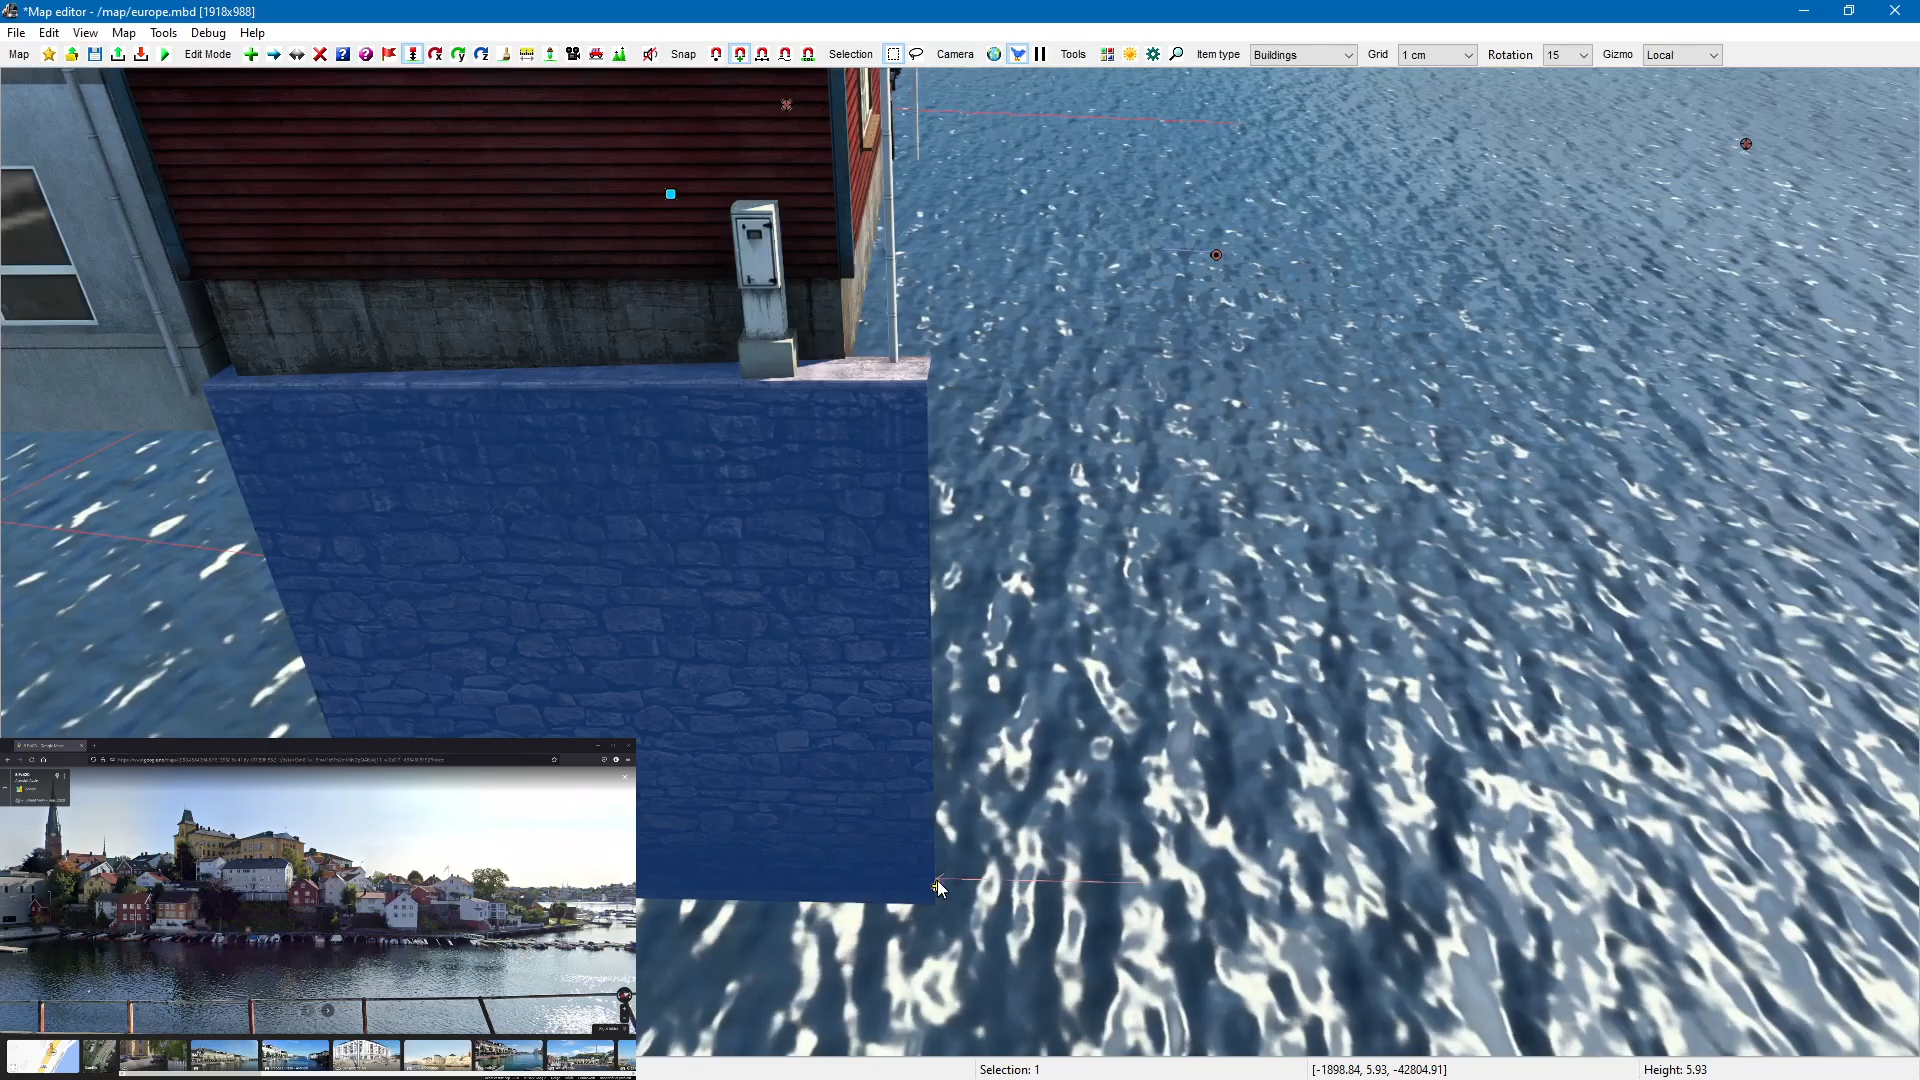 *Map editor - /map/europe.mbd [1918x988]
File Edit View Map Tools Debug Help
Map Edit Mode Snap Selection Camera Tools Item type Buildings Grid 1 cm Rotation 15 Gizmo Local
Selection: 1 [-1898.84, 5.93, -42804.91] Height: 5.93